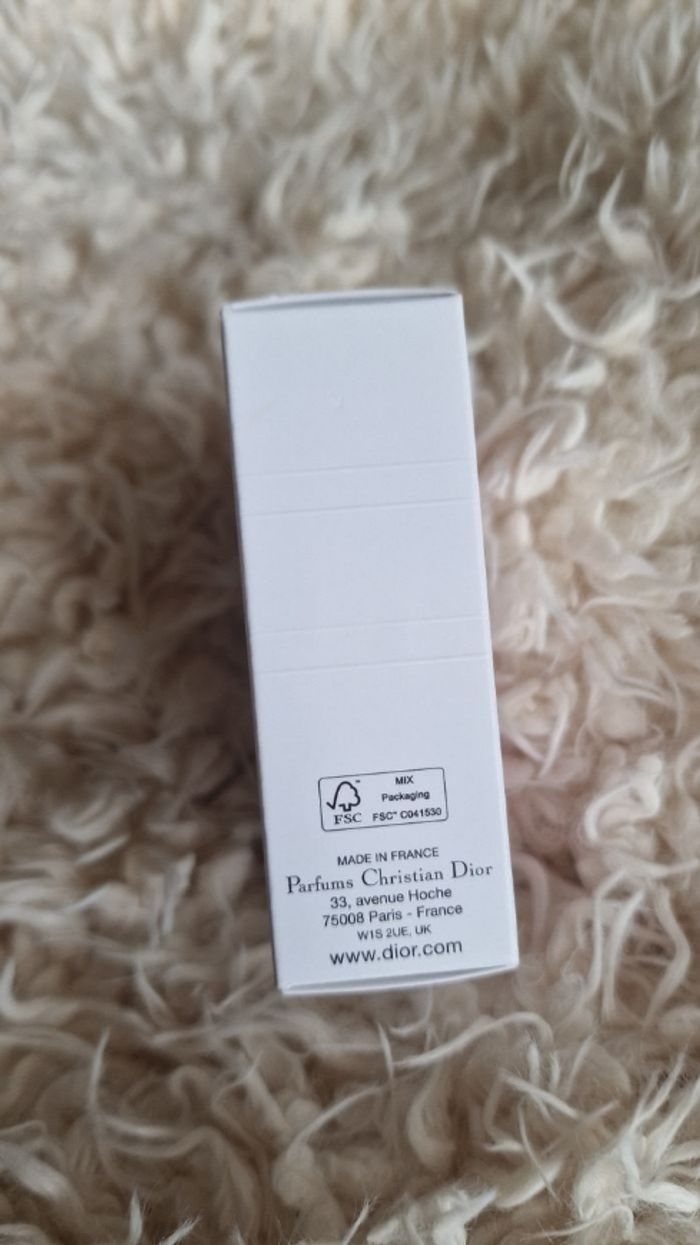 MIX
Packaging
FSC™ FSC™ C041530
MADE IN FRANCE
Parfums Christian Dior
33, avenue Hoche
75008 Paris - France
W1S 2UE, UK
www.dior.com